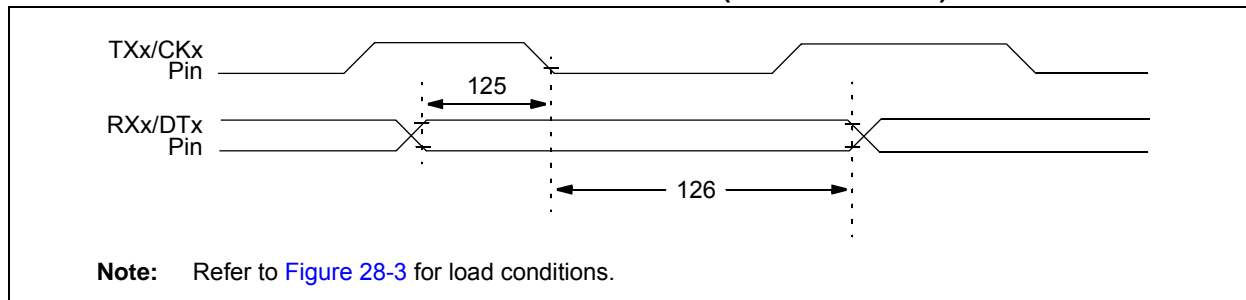 TXx/CKx
Pin
125
RXx/DTx
Pin
126
Note: Refer to Figure 28-3 for load conditions.